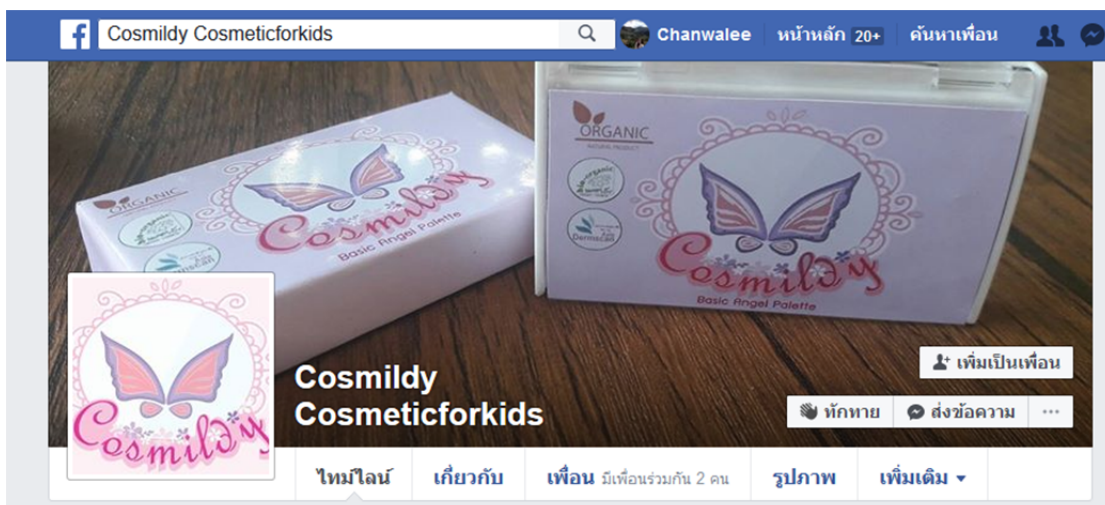 Cosmildy Cosmeticforkids
Chanwalee หน้าหลัก 20+ ค้นหาเพื่อน
ORGANIC
Cosmildy
Basic Angel Palette
ORGANIC
NATURAL PRODUCT
Dermscan
Cosmildy
Basic Angel Palette
Cosmildy
Cosmildy
Cosmeticforkids
เพิ่มเป็นเพื่อน
ทักทาย ส่งข้อความ
ไทม์ไลน์ เกี่ยวกับ เพื่อน มีเพื่อนร่วมกัน 2 คน รูปภาพ เพิ่มเติม